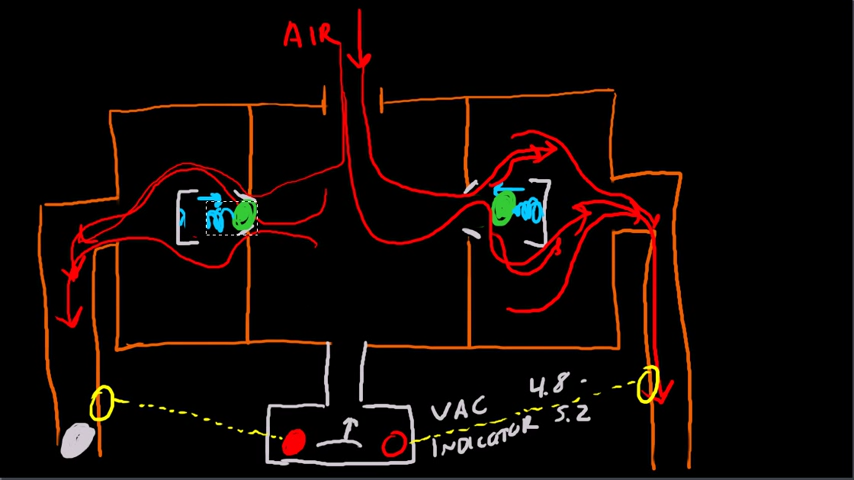 AIR
VAC
INDICATOR
4.8-
5.2